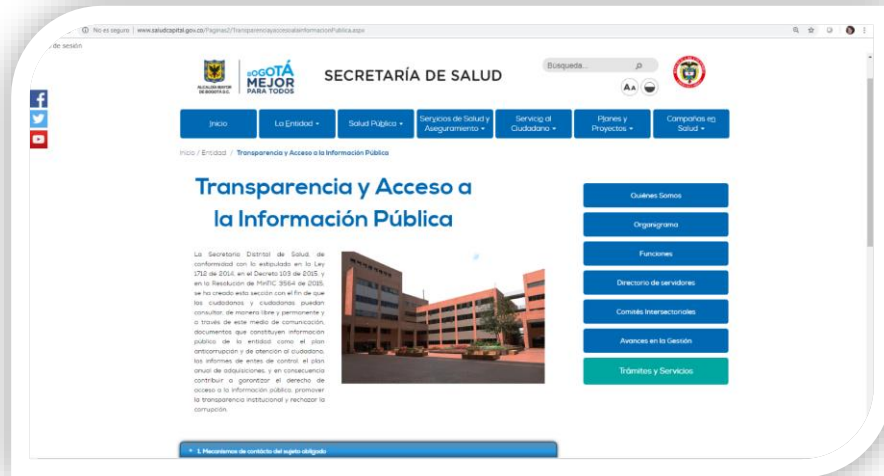 No es seguro | www.saludcapital.gov.co/Paginas2/TransparenciayaccesoalaInformacionPublica.aspx
de sesión
ALCALDÍA MAYOR
DE BOGOTÁ D.C.
BOGOTÁ
MEJOR
PARA TODOS
SECRETARÍA DE SALUD
Búsqueda...
AA
Inicio
La Entidad
Salud Pública
Servicios de Salud y
Aseguramiento
Servicio al
Ciudadano
Planes y
Proyectos
Campañas en
Salud
Inicio / Entidad / Transparencia y Acceso a la Información Pública
Transparencia y Acceso a
la Información Pública
La Secretaría Distrital de Salud, de
conformidad con lo estipulado en la Ley
1712 de 2014, en el Decreto 103 de 2015, y
en la Resolución de MinTIC 3564 de 2015,
se ha creado esta sección con el fin de que
los ciudadanos y ciudadanas puedan
consultar, de manera libre y permanente y
a través de este medio de comunicación,
documentos que constituyen información
pública de la entidad como el plan
anticorrupción y de atención al ciudadano,
los informes de entes de control, el plan
anual de adquisiciones, y en consecuencia
contribuir a garantizar el derecho de
acceso a la información pública, promover
la transparencia institucional y rechazar la
corrupción.
Quiénes Somos
Organigrama
Funciones
Directorio de servidores
Comités Intersectoriales
Avances en la Gestión
Trámites y Servicios
1. Mecanismos de contácto del sujeto obligado